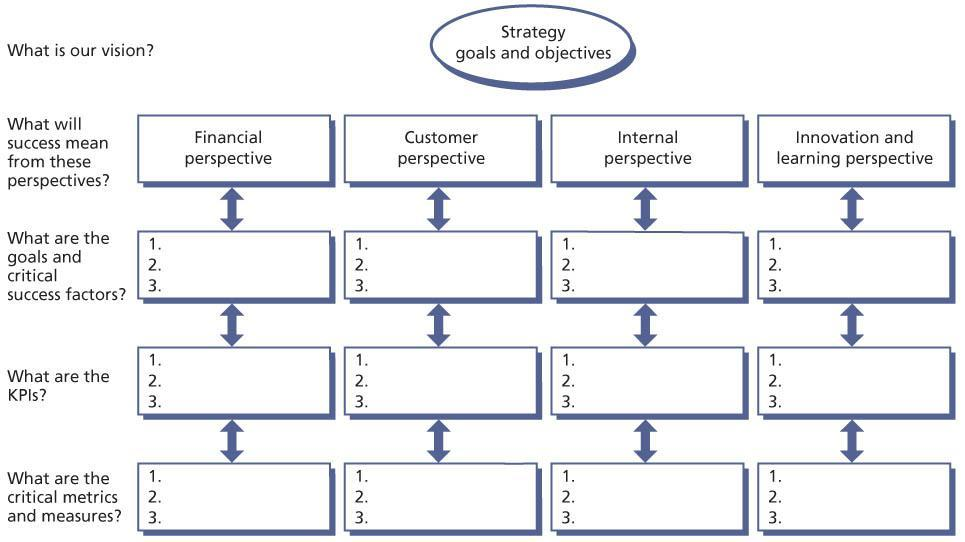 What is our vision?
Strategy
goals and objectives
What will
success mean
from these
perspectives?
Financial
perspective
Customer
perspective
Internal
perspective
Innovation and
learning perspective
What are the
goals and
critical
success factors?
1.
2.
3.
1.
2.
3.
1.
2.
3.
1.
2.
3.
What are the
KPIs?
1.
2.
3.
1.
2.
3.
1.
2.
3.
1.
2.
3.
What are the
critical metrics
and measures?
1.
2.
3.
1.
2.
3.
1.
2.
3.
1.
2.
3.